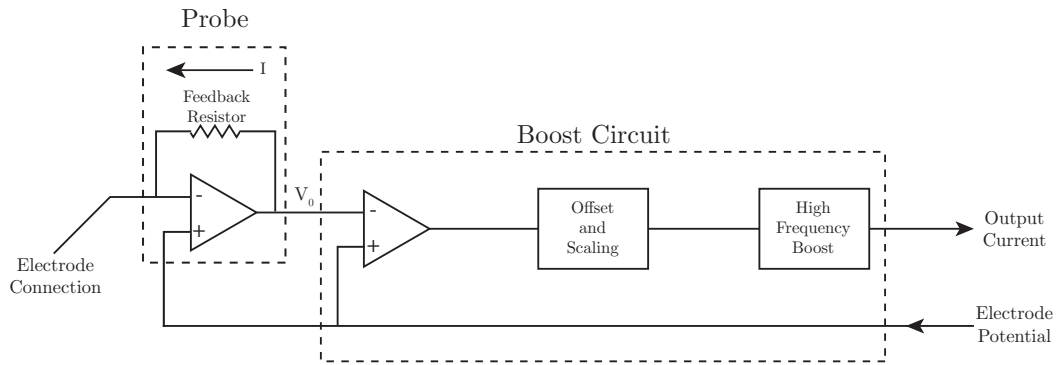 Probe
I
Feedback
Resistor
-
+
V0
Electrode
Connection
Boost Circuit
-
+
Offset
and
Scaling
High
Frequency
Boost
Output
Current
Electrode
Potential